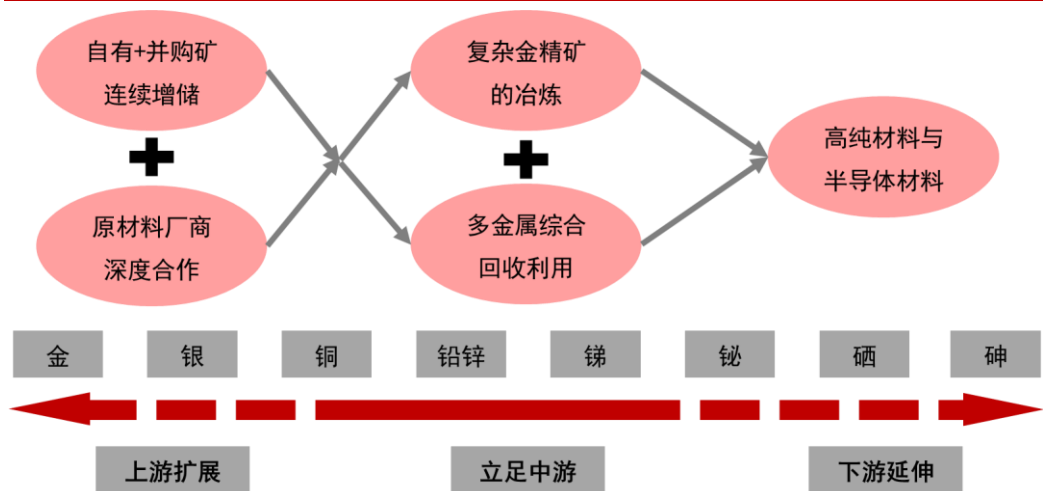 自有+并购矿
连续增储
复杂金精矿
的冶炼
高纯材料与
半导体材料
原材料厂商
深度合作
多金属综合
回收利用
金 银 铜 铅锌 锑 铋 硒 砷
上游扩展 立足中游 下游延伸